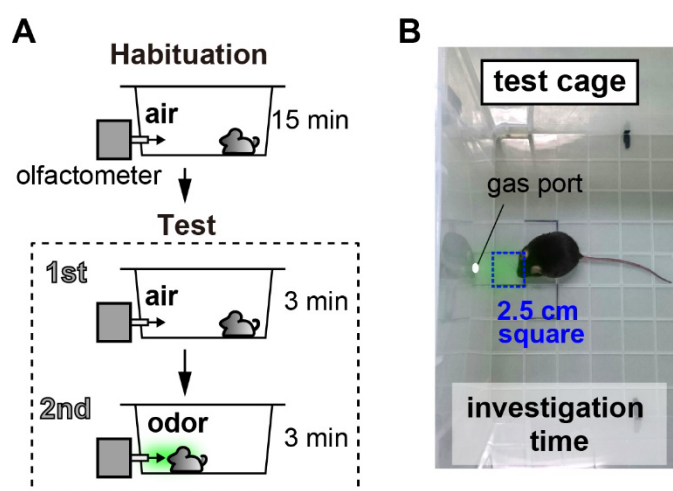 A
Habituation
air
15 min
olfactometer
Test
1st
air
3 min
2nd
odor
3 min
B
test cage
gas port
2.5 cm
square
investigation
time